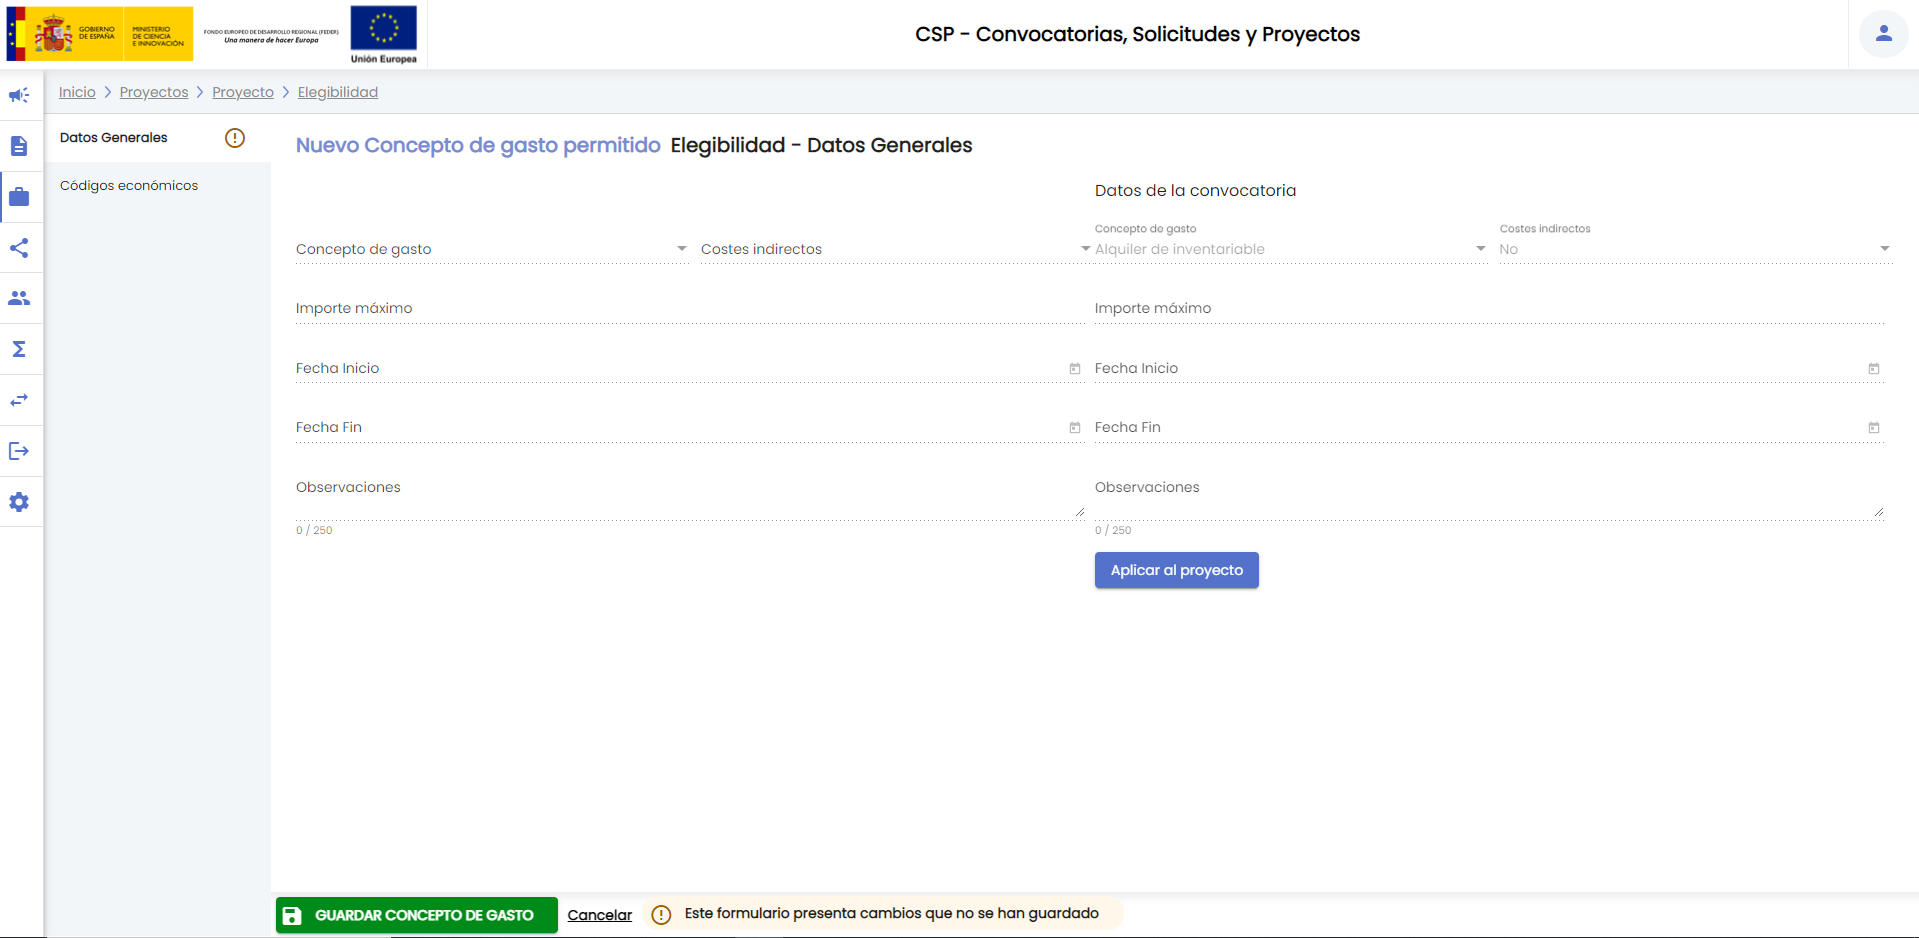 GOBIERNO
DE ESPAÑA
MINISTERIO
DE CIENCIA
E INNOVACIÓN
FONDO EUROPEO DE DESARROLLO REGIONAL (FEDER)
Una manera de hacer Europa
Unión Europea
CSP - Convocatorias, Solicitudes y Proyectos
Inicio > Proyectos > Proyecto > Elegibilidad
Datos Generales
Códigos económicos
Nuevo Concepto de gasto permitido Elegibilidad - Datos Generales
Datos de la convocatoria
Concepto de gasto
Costes indirectos
Concepto de gasto
Alquiler de inventariable
Costes indirectos
No
Importe máximo
Importe máximo
Fecha Inicio
Fecha Inicio
Fecha Fin
Fecha Fin
Observaciones
Observaciones
0 / 250
0 / 250
Aplicar al proyecto
GUARDAR CONCEPTO DE GASTO
Cancelar
Este formulario presenta cambios que no se han guardado